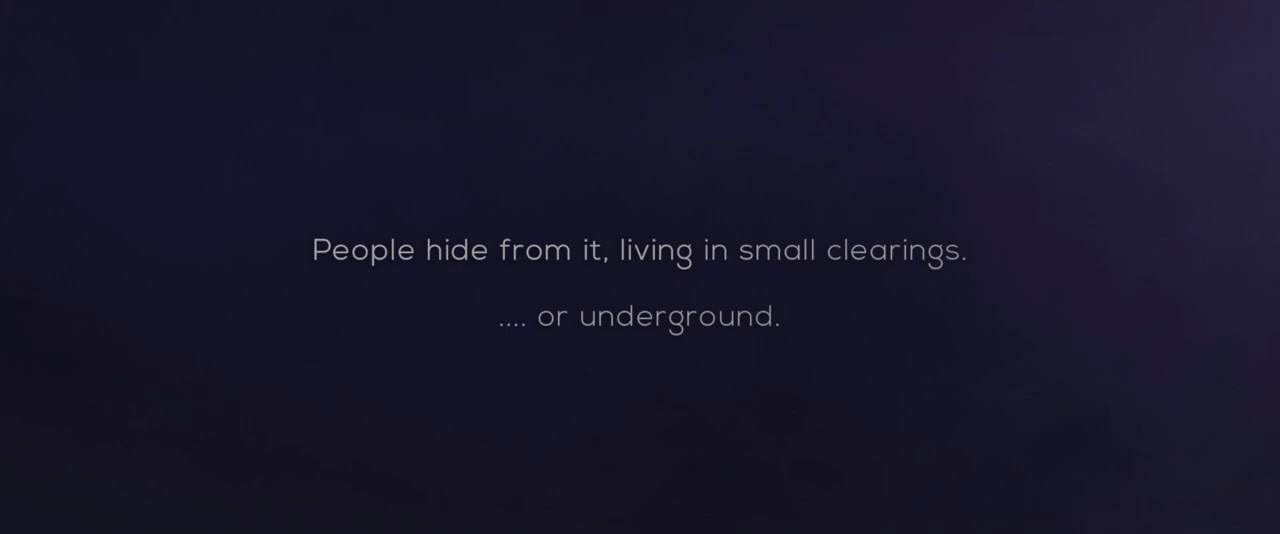 People hide from it, living in small clearings.
.... or underground.